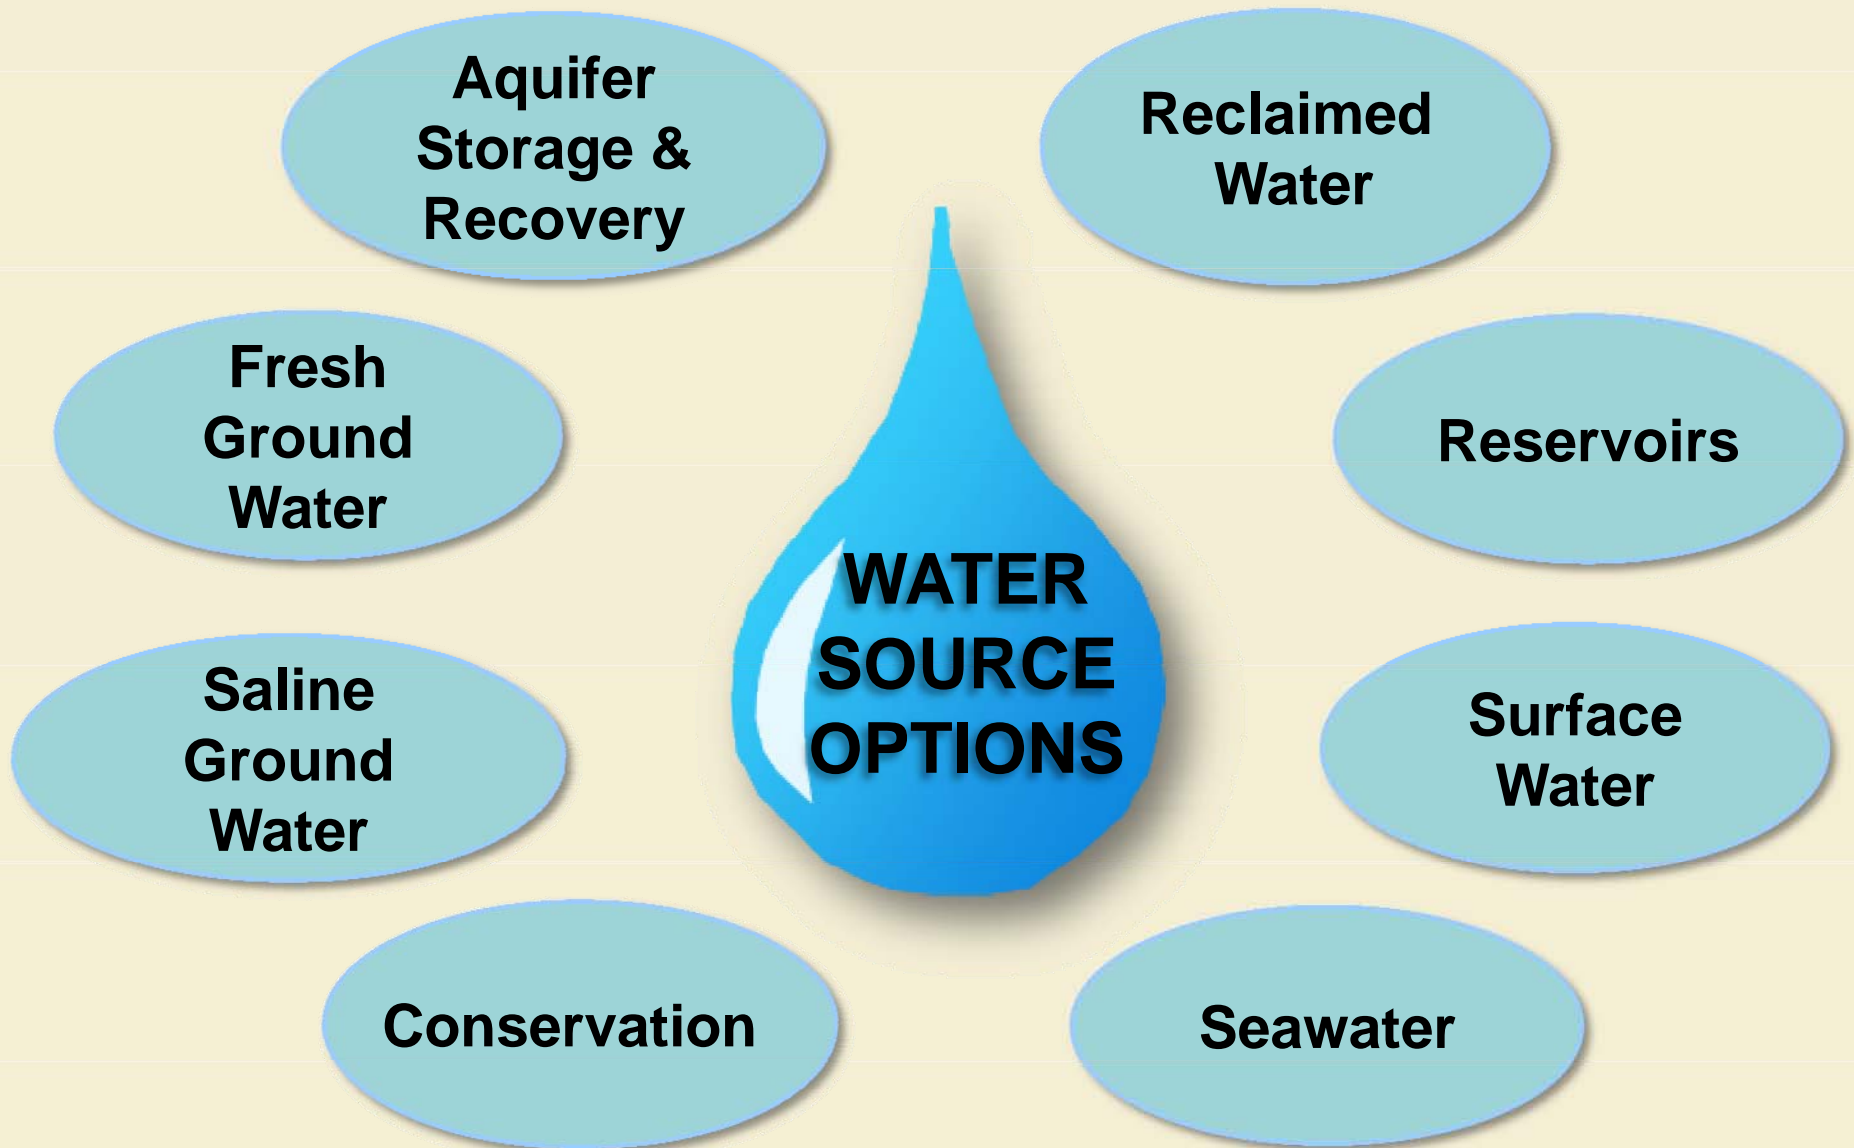 Aquifer
Storage &
Recovery
Reclaimed
Water
Fresh
Ground
Water
Reservoirs
WATER
SOURCE
OPTIONS
Saline
Ground
Water
Surface
Water
Conservation
Seawater